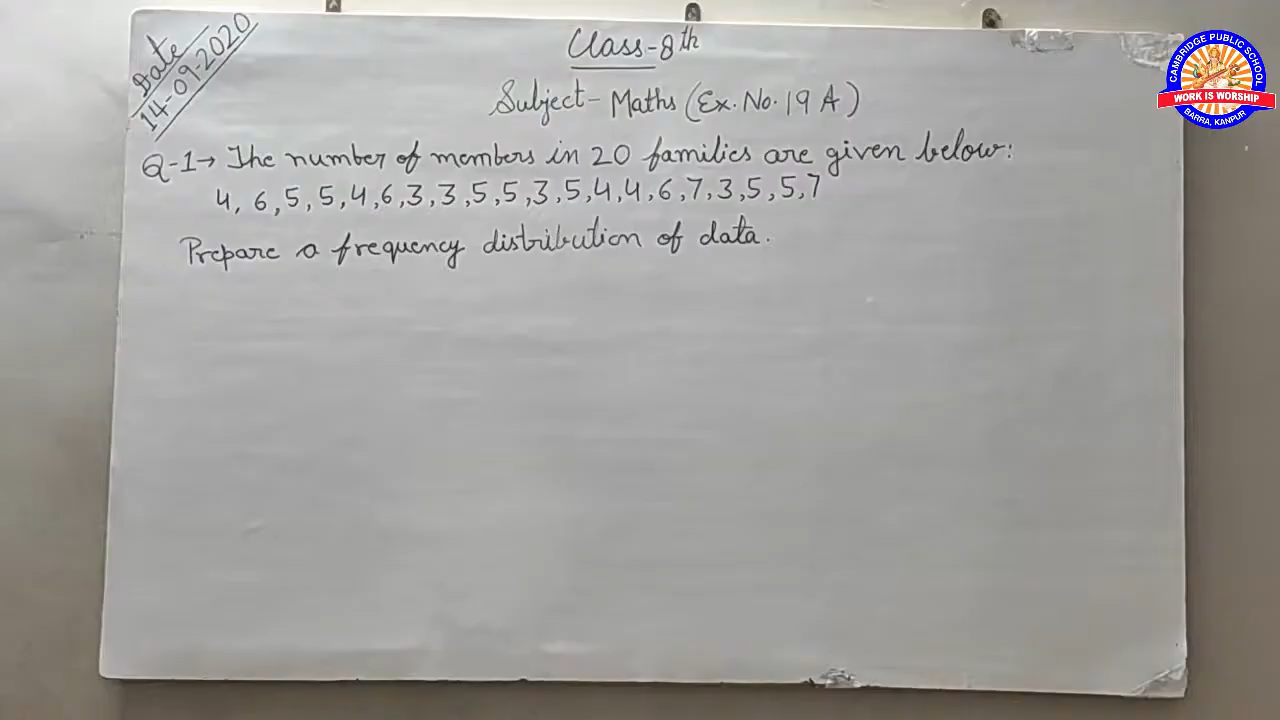 Date
14-09-2020
Class-8th
Subject- Maths (Ex. No. 19 A)
Q-1→ The number of members in 20 families are given below:
4, 6, 5, 5, 4, 6, 3, 3, 5, 5, 3, 5, 4, 4, 6, 7, 3, 5, 5, 7
Prepare a frequency distribution of data.
CAMBRIDGE PUBLIC SCHOOL
WORK IS WORSHIP
BARRA, KANPUR